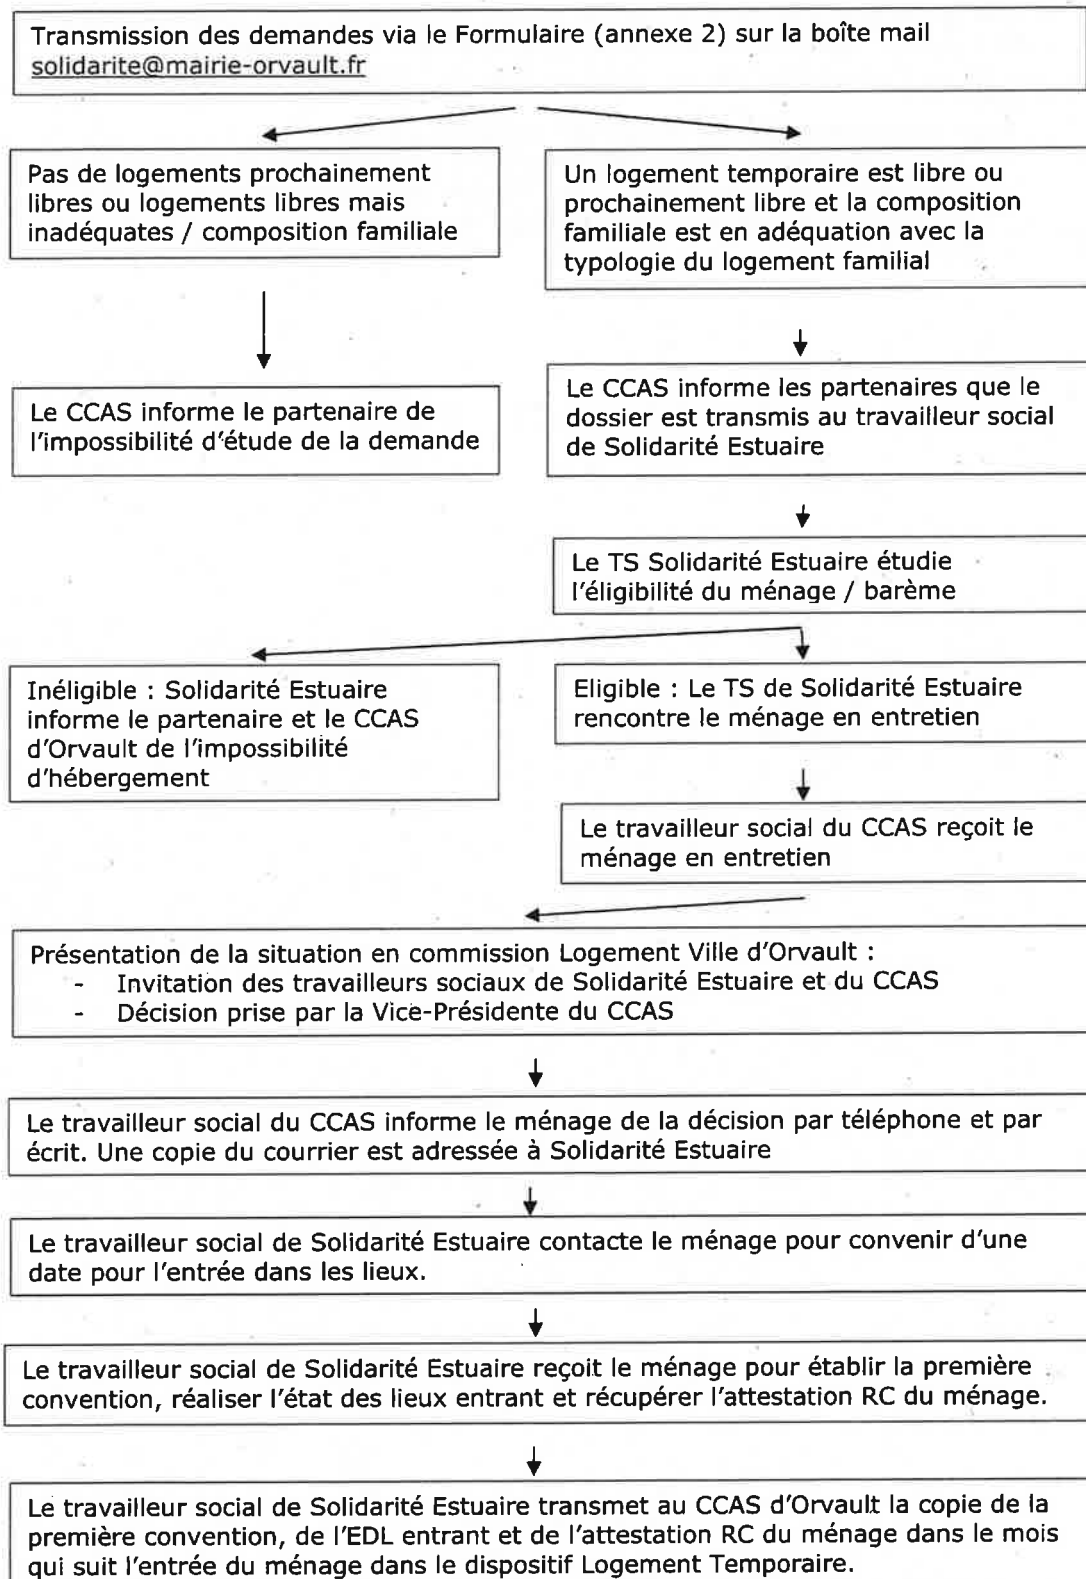 Transmission des demandes via le Formulaire (annexe 2) sur la boîte mail
solidarite@mairie-orvault.fr
Pas de logements prochainement
libres ou logements libres mais
inadéquates / composition familiale
Un logement temporaire est libre ou
prochainement libre et la composition
familiale est en adéquation avec la
typologie du logement familial
Le CCAS informe le partenaire de
l'impossibilité d'étude de la demande
Le CCAS informe les partenaires que le
dossier est transmis au travailleur social
de Solidarité Estuaire
Le TS Solidarité Estuaire étudie
l'éligibilité du ménage / barème
Inéligible : Solidarité Estuaire
informe le partenaire et le CCAS
d'Orvault de l'impossibilité
d'hébergement
Eligible : Le TS de Solidarité Estuaire
rencontre le ménage en entretien
Le travailleur social du CCAS reçoit le
ménage en entretien
Présentation de la situation en commission Logement Ville d'Orvault :
- Invitation des travailleurs sociaux de Solidarité Estuaire et du CCAS
- Décision prise par la Vice-Présidente du CCAS
Le travailleur social du CCAS informe le ménage de la décision par téléphone et par
écrit. Une copie du courrier est adressée à Solidarité Estuaire
Le travailleur social de Solidarité Estuaire contacte le ménage pour convenir d'une
date pour l'entrée dans les lieux.
Le travailleur social de Solidarité Estuaire reçoit le ménage pour établir la première
convention, réaliser l'état des lieux entrant et récupérer l'attestation RC du ménage.
Le travailleur social de Solidarité Estuaire transmet au CCAS d'Orvault la copie de la
première convention, de l'EDL entrant et de l'attestation RC du ménage dans le mois
qui suit l'entrée du ménage dans le dispositif Logement Temporaire.